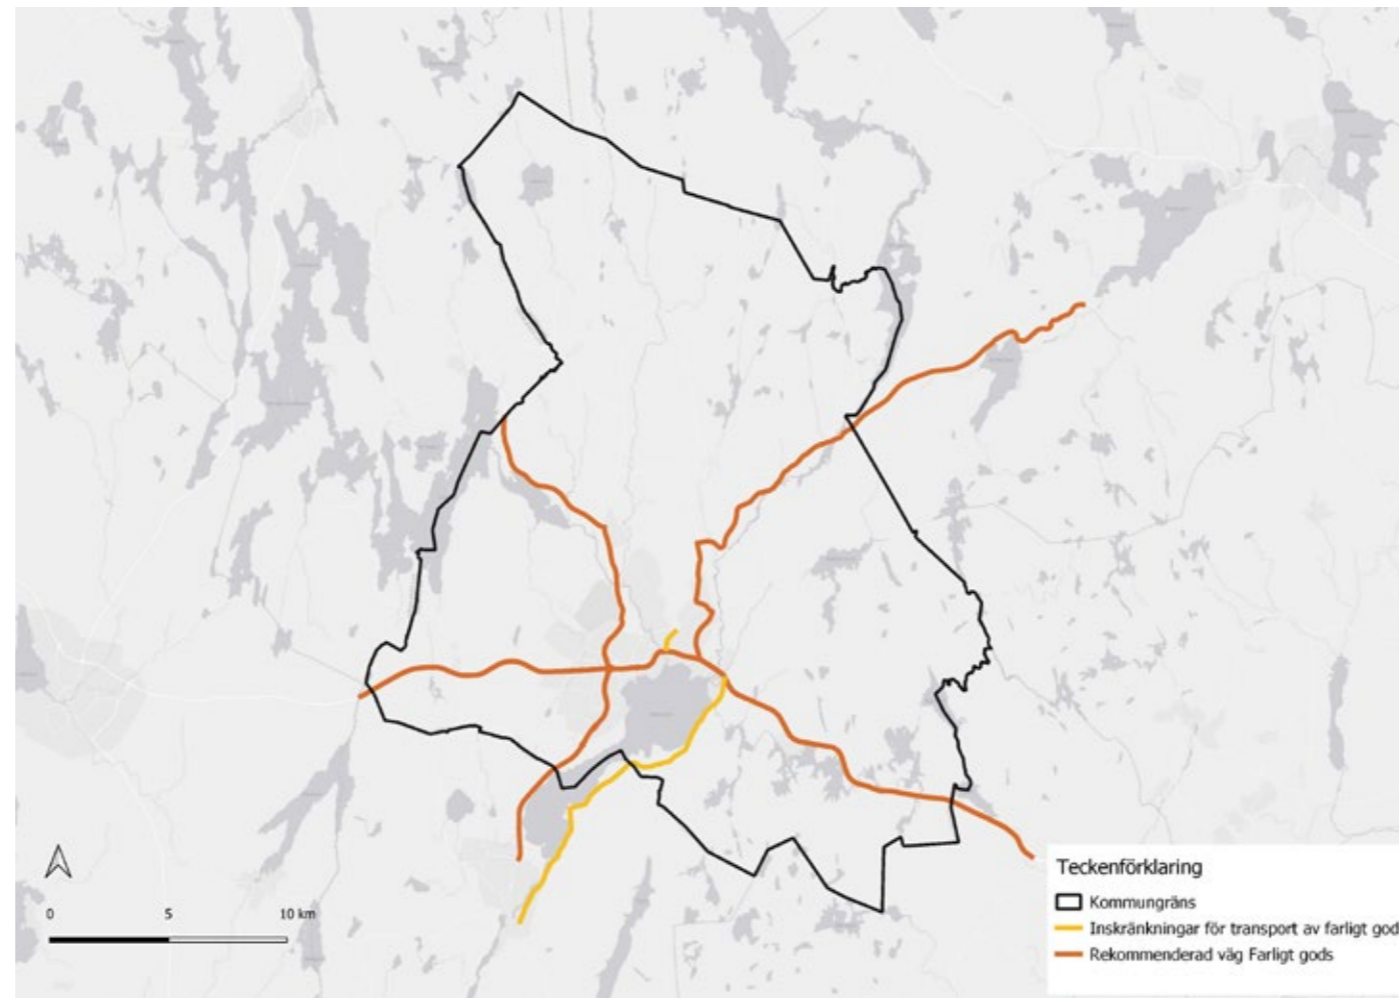 0 5 10 km
Teckenförklaring
Kommungräns
Inskränkningar för transport av farligt god
Rekommenderad väg Farligt gods